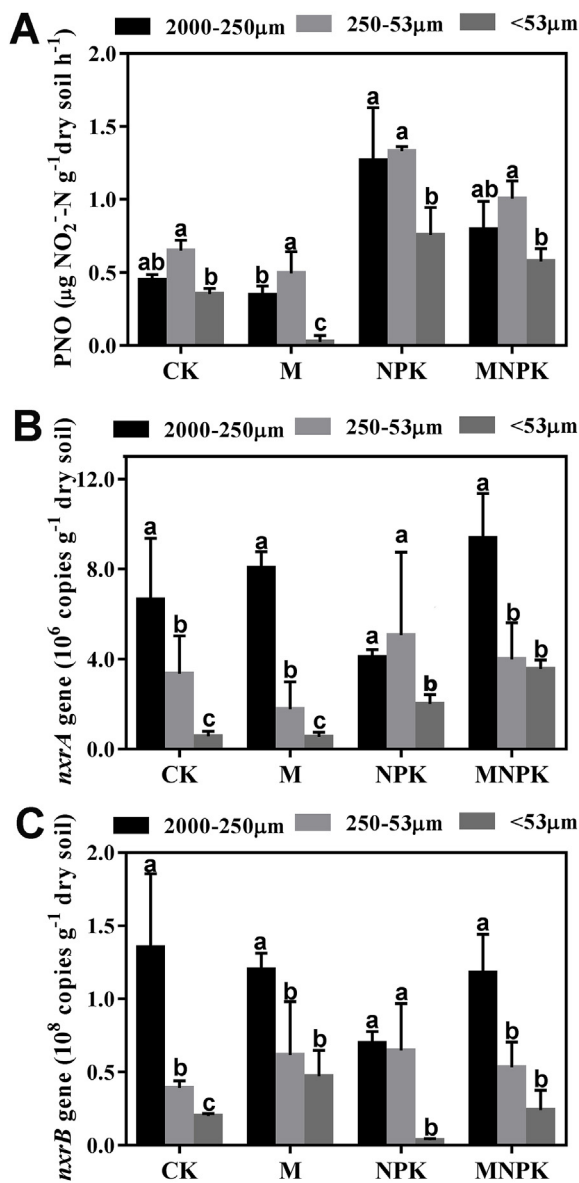 A
2000-250μm 250-53μm <53μm
PNO (μg NO₂⁻-N g⁻¹dry soil h⁻¹)
2.0
1.5
1.0
0.5
0.0
ab a b
b a c
a a b
ab a b
CK M NPK MNPK
B
2000-250μm 250-53μm <53μm
nxrA gene (10⁶ copies g⁻¹ dry soil)
12.0
8.0
4.0
0.0
a b c
a b c
a a b
a b b
CK M NPK MNPK
C
2000-250μm 250-53μm <53μm
nxrB gene (10⁸ copies g⁻¹ dry soil)
2.0
1.5
1.0
0.5
0.0
a b c
a b b
a a b
a b b
CK M NPK MNPK